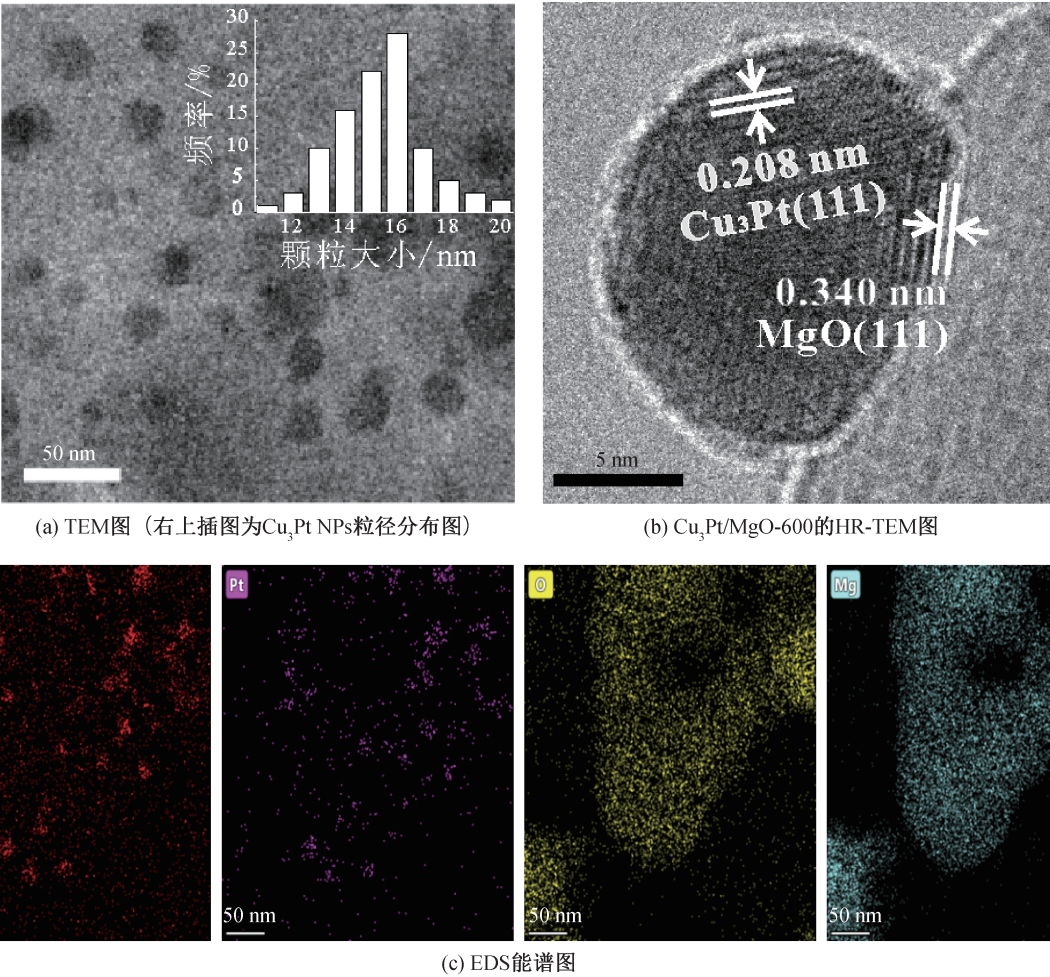 30
25
20
15
10
5
0
频率/%
12 14 16 18 20
颗粒大小/nm
50 nm
0.208 nm
Cu₃Pt(111)
0.340 nm
MgO(111)
5 nm
(a) TEM图（右上插图为Cu₃Pt NPs粒径分布图）
(b) Cu₃Pt/MgO-600的HR-TEM图
Pt
O
Mg
50 nm
50 nm
50 nm
(c) EDS能谱图